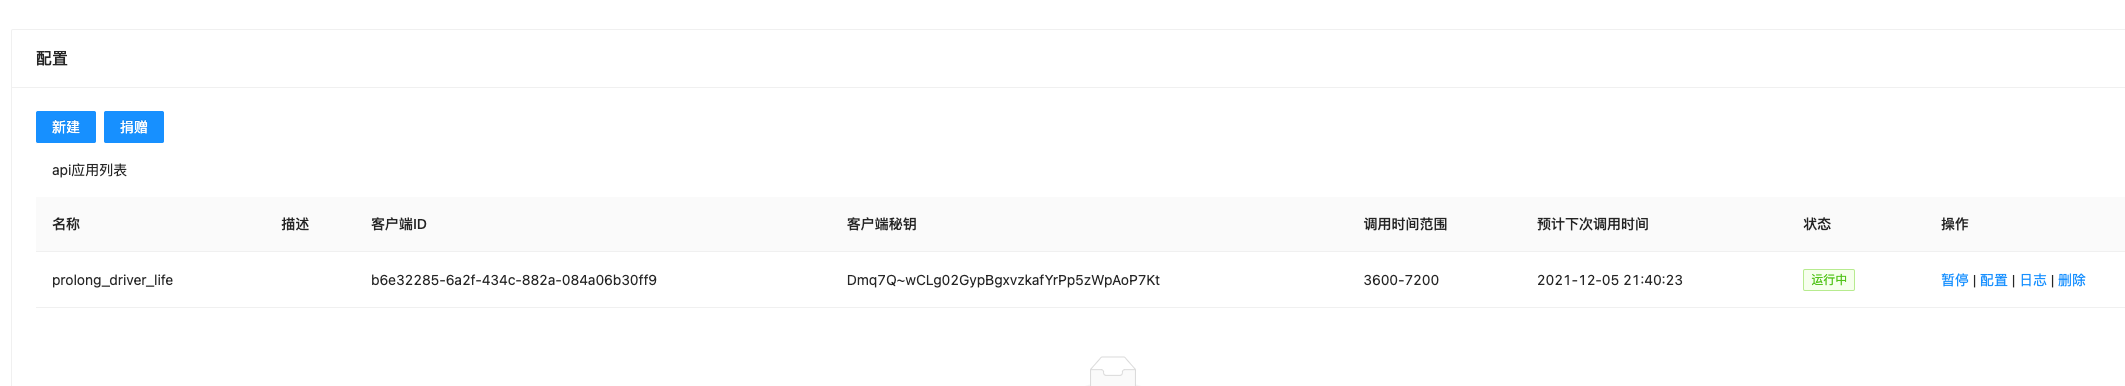 配置
新建 捐赠
api应用列表
名称 描述 客户端ID 客户端秘钥 调用时间范围 预计下次调用时间 状态 操作
prolong_driver_life b6e32285-6a2f-434c-882a-084a06b30ff9 Dmq7Q~wCLg02GypBgxvzkafYrPp5zWpAoP7Kt 3600-7200 2021-12-05 21:40:23 运行中 暂停 | 配置 | 日志 | 删除